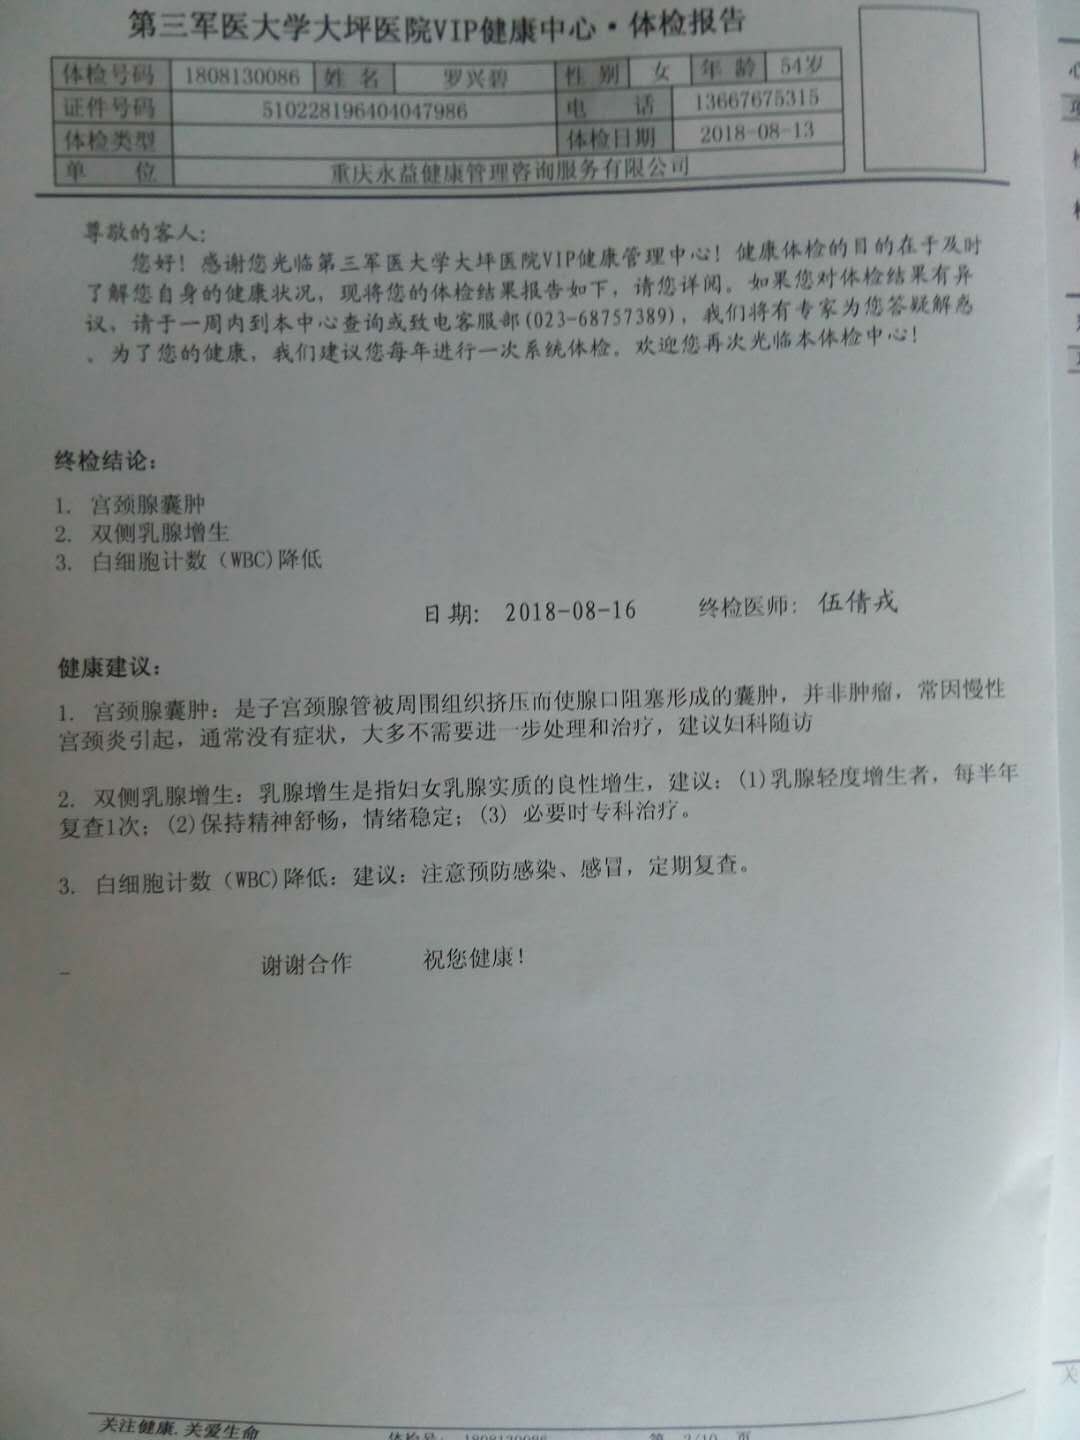 第三军医大学大坪医院VIP健康中心·体检报告
体检号码 1808130086 姓 名 罗兴碧 性 别 女 年 龄 54岁
证件号码 510228196404047986 电 话 13667675315
体检类型 体检日期 2018-08-13
单 位 重庆永益健康管理咨询服务有限公司
尊敬的客人:
您好! 感谢您光临第三军医大学大坪医院VIP健康管理中心! 健康体检的目的在于及时
了解您自身的健康状况，现将您的体检结果报告如下，请您详阅。如果您对体检结果有异
议，请于一周内到本中心查询或致电客服部(023-68757389)，我们将有专家为您答疑解惑
。为了您的健康，我们建议您每年进行一次系统体检。欢迎您再次光临本体检中心!
终检结论:
1. 宫颈腺囊肿
2. 双侧乳腺增生
3. 白细胞计数（WBC)降低
日期: 2018-08-16 终检医师: 伍倩戎
健康建议:
1. 宫颈腺囊肿: 是子宫颈腺管被周围组织挤压而使腺口阻塞形成的囊肿，并非肿瘤，常因慢性
宫颈炎引起，通常没有症状，大多不需要进一步处理和治疗，建议妇科随访
2. 双侧乳腺增生: 乳腺增生是指妇女乳腺实质的良性增生，建议: (1)乳腺轻度增生者，每半年
复查1次; (2)保持精神舒畅，情绪稳定; (3) 必要时专科治疗。
3. 白细胞计数（WBC)降低: 建议: 注意预防感染、感冒，定期复查。
_ 谢谢合作 祝您健康!
关注健康.关爱生命
体检号: 1808130086 第 2/10 页